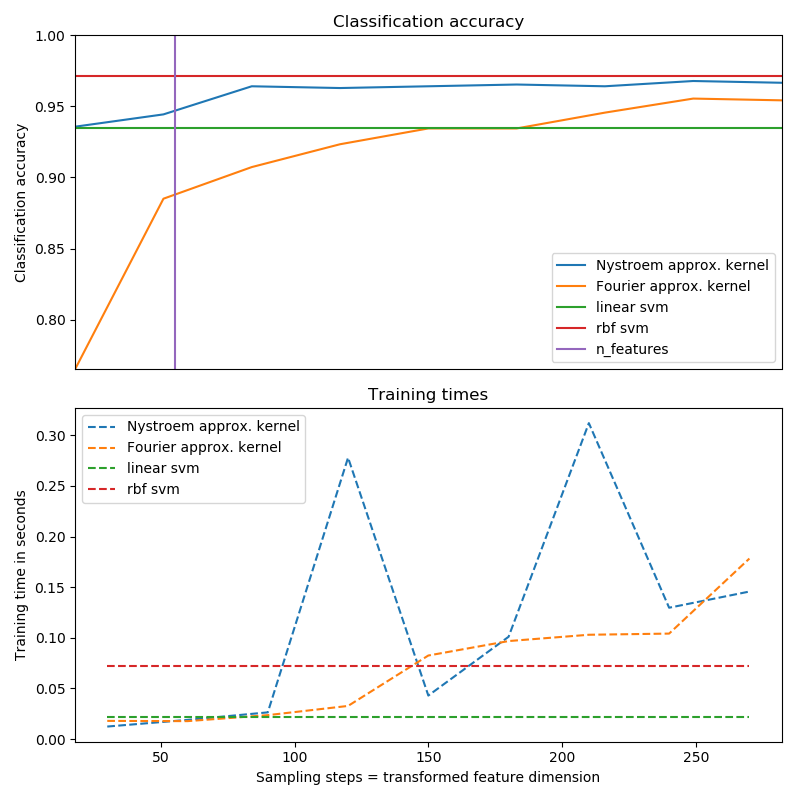 Classification accuracy
1.00
0.95
0.90
0.85
0.80
Classification accuracy
Nystroem approx. kernel
Fourier approx. kernel
linear svm
rbf svm
n_features
Training times
0.30
0.25
0.20
0.15
0.10
0.05
0.00
Training time in seconds
Nystroem approx. kernel
Fourier approx. kernel
linear svm
rbf svm
50 100 150 200 250
Sampling steps = transformed feature dimension